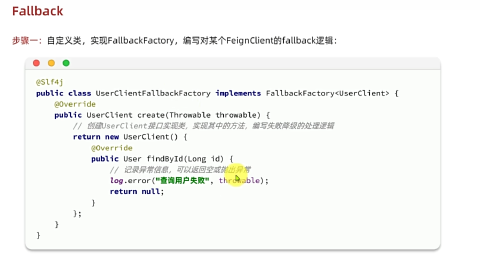 Fallback
步骤一：自定义类，实现FallbackFactory，编写对某个FeignClient的fallback逻辑：
@Slf4j
public class UserClientFallbackFactory implements FallbackFactory<UserClient> {
    @Override
    public UserClient create(Throwable throwable) {
        // 创建UserClient接口实现类，实现其中的方法，编写失败降级的处理逻辑
        return new UserClient() {
            @Override
            public User findById(Long id) {
                // 记录异常信息，可以返回空或抛出异常
                log.error("查询用户失败", throwable);
                return null;
            }
        };
    }
}